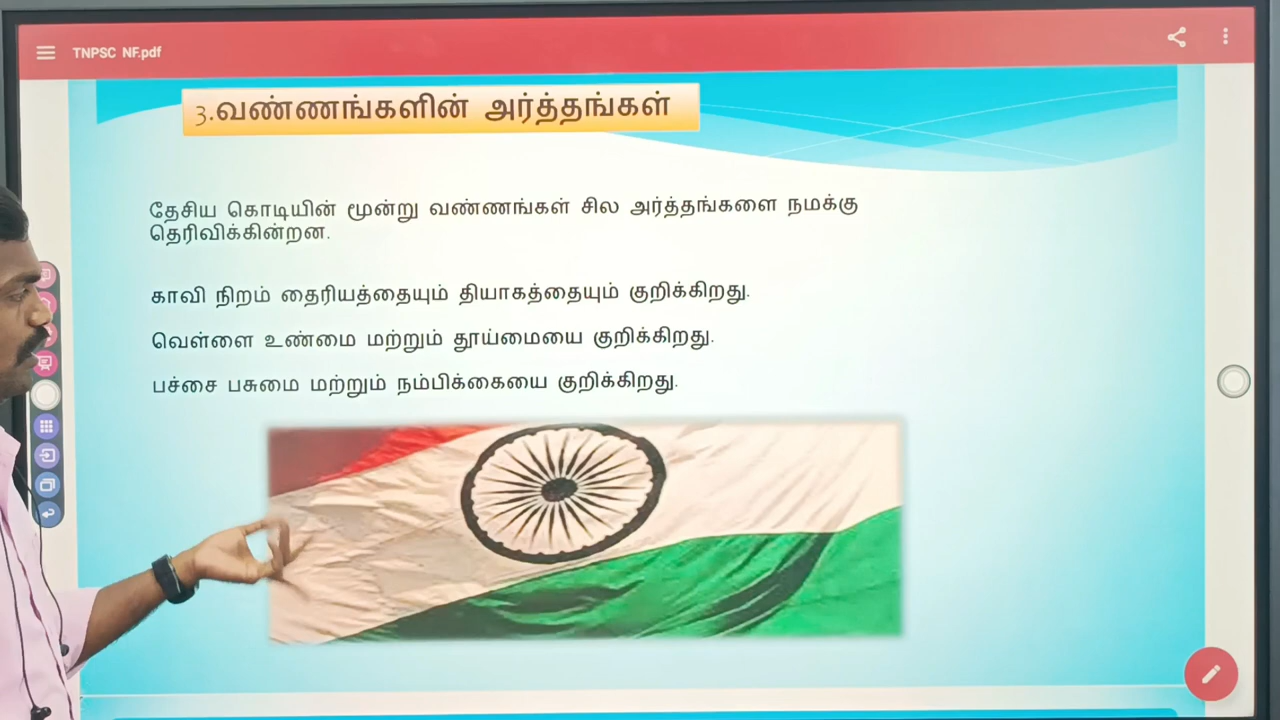 TNPSC NF.pdf
3.வண்ணங்களின் அர்த்தங்கள்
தேசிய கொடியின் மூன்று வண்ணங்கள் சில அர்த்தங்களை நமக்கு
தெரிவிக்கின்றன.
காவி நிறம் தைரியத்தையும் தியாகத்தையும் குறிக்கிறது.
வெள்ளை உண்மை மற்றும் தூய்மையை குறிக்கிறது.
பச்சை பசுமை மற்றும் நம்பிக்கையை குறிக்கிறது.